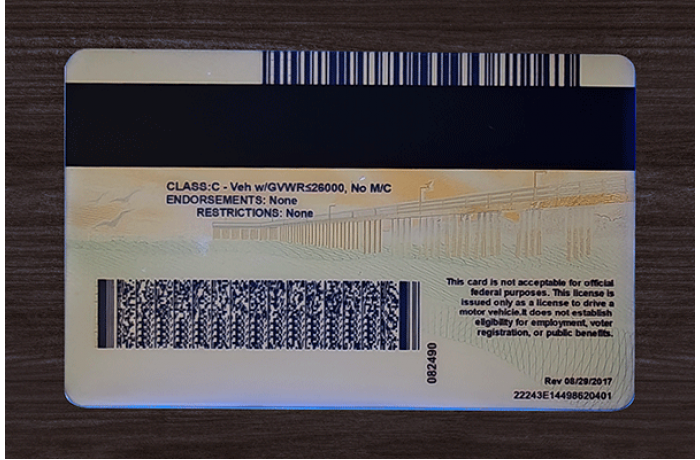 CLASS:C - Veh w/GVWR≤26000, No M/C
ENDORSEMENTS: None
RESTRICTIONS: None
This card is not acceptable for official
federal purposes. This license is
issued only as a license to drive a
motor vehicle.It does not establish
eligibility for employment, voter
registration, or public benefits.
082490
Rev 08/29/2017
22243E14498620401